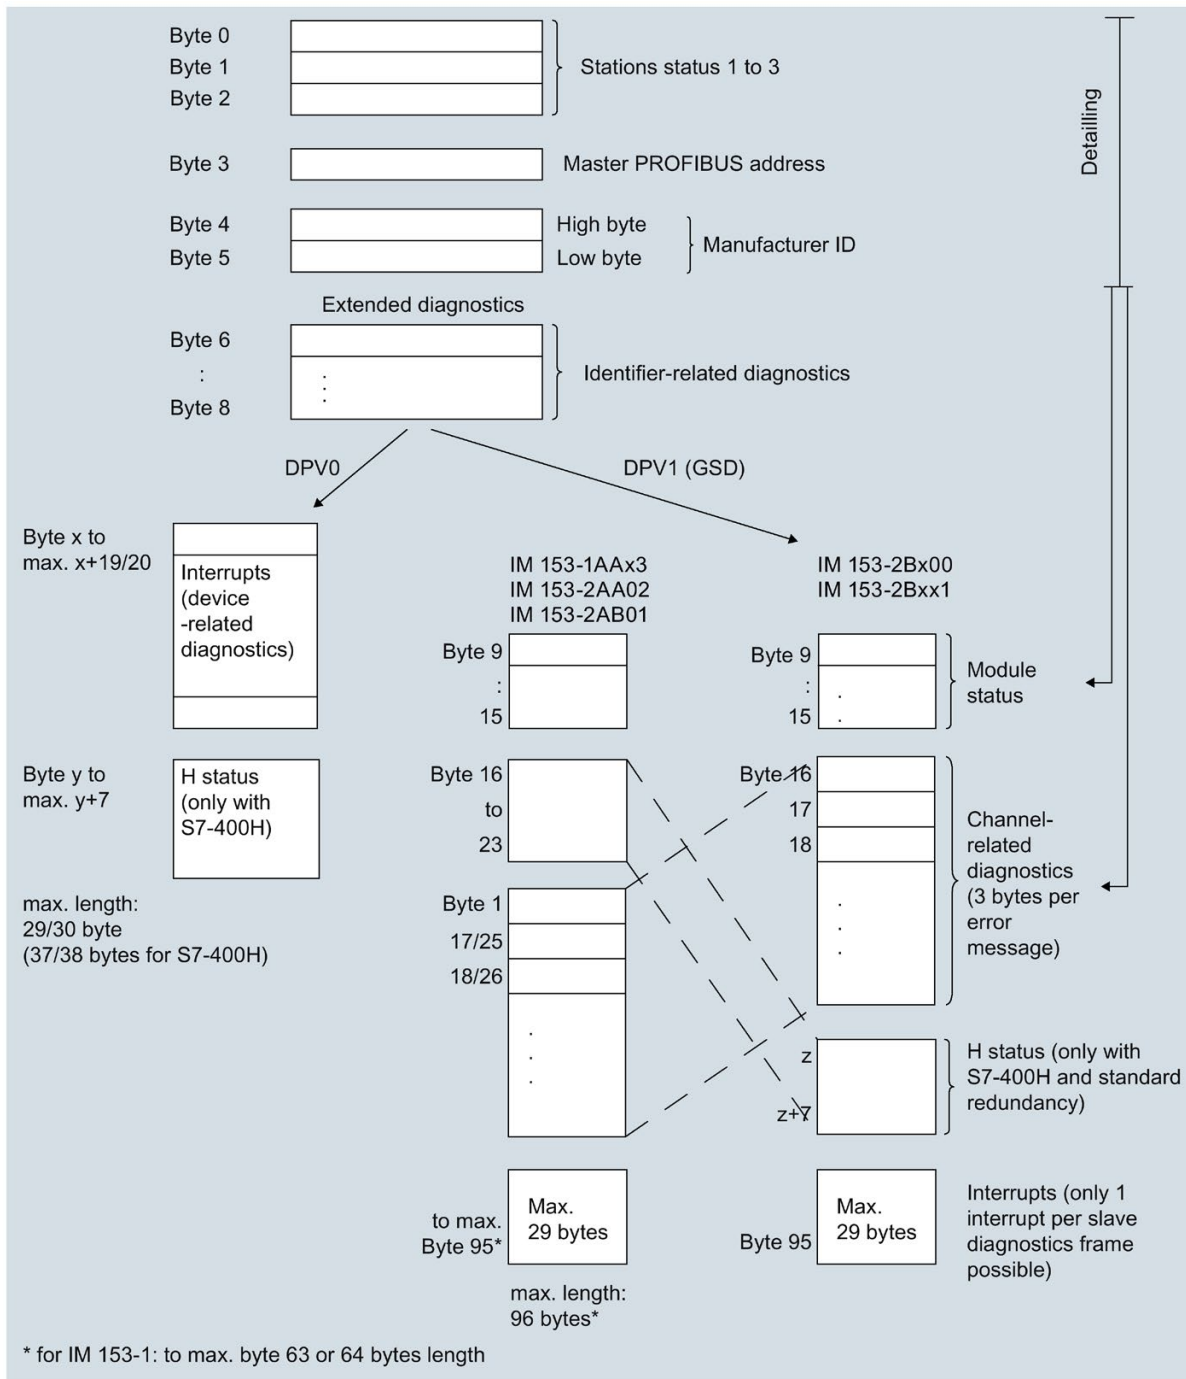 Byte 0
Byte 1
Byte 2
Stations status 1 to 3
Detailling
Byte 3
Master PROFIBUS address
Byte 4
High byte
Byte 5
Low byte
Manufacturer ID
Extended diagnostics
Byte 6
:
Byte 8
Identifier-related diagnostics
DPV0
DPV1 (GSD)
Byte x to
max. x+19/20
Interrupts
(device
-related
diagnostics)
Byte y to
max. y+7
H status
(only with
S7-400H)
max. length:
29/30 byte
(37/38 bytes for S7-400H)
IM 153-1AAx3
IM 153-2AA02
IM 153-2AB01
Byte 9
:
15
Byte 16
to
23
Byte 1
17/25
18/26
to max.
Byte 95*
Max.
29 bytes
max. length:
96 bytes*
IM 153-2Bx00
IM 153-2Bxx1
Byte 9
:
15
Module
status
Byte 16
17
18
Channel-
related
diagnostics
(3 bytes per
error
message)
z
z+7
H status (only with
S7-400H and standard
redundancy)
Byte 95
Max.
29 bytes
Interrupts (only 1
interrupt per slave
diagnostics frame
possible)
* for IM 153-1: to max. byte 63 or 64 bytes length